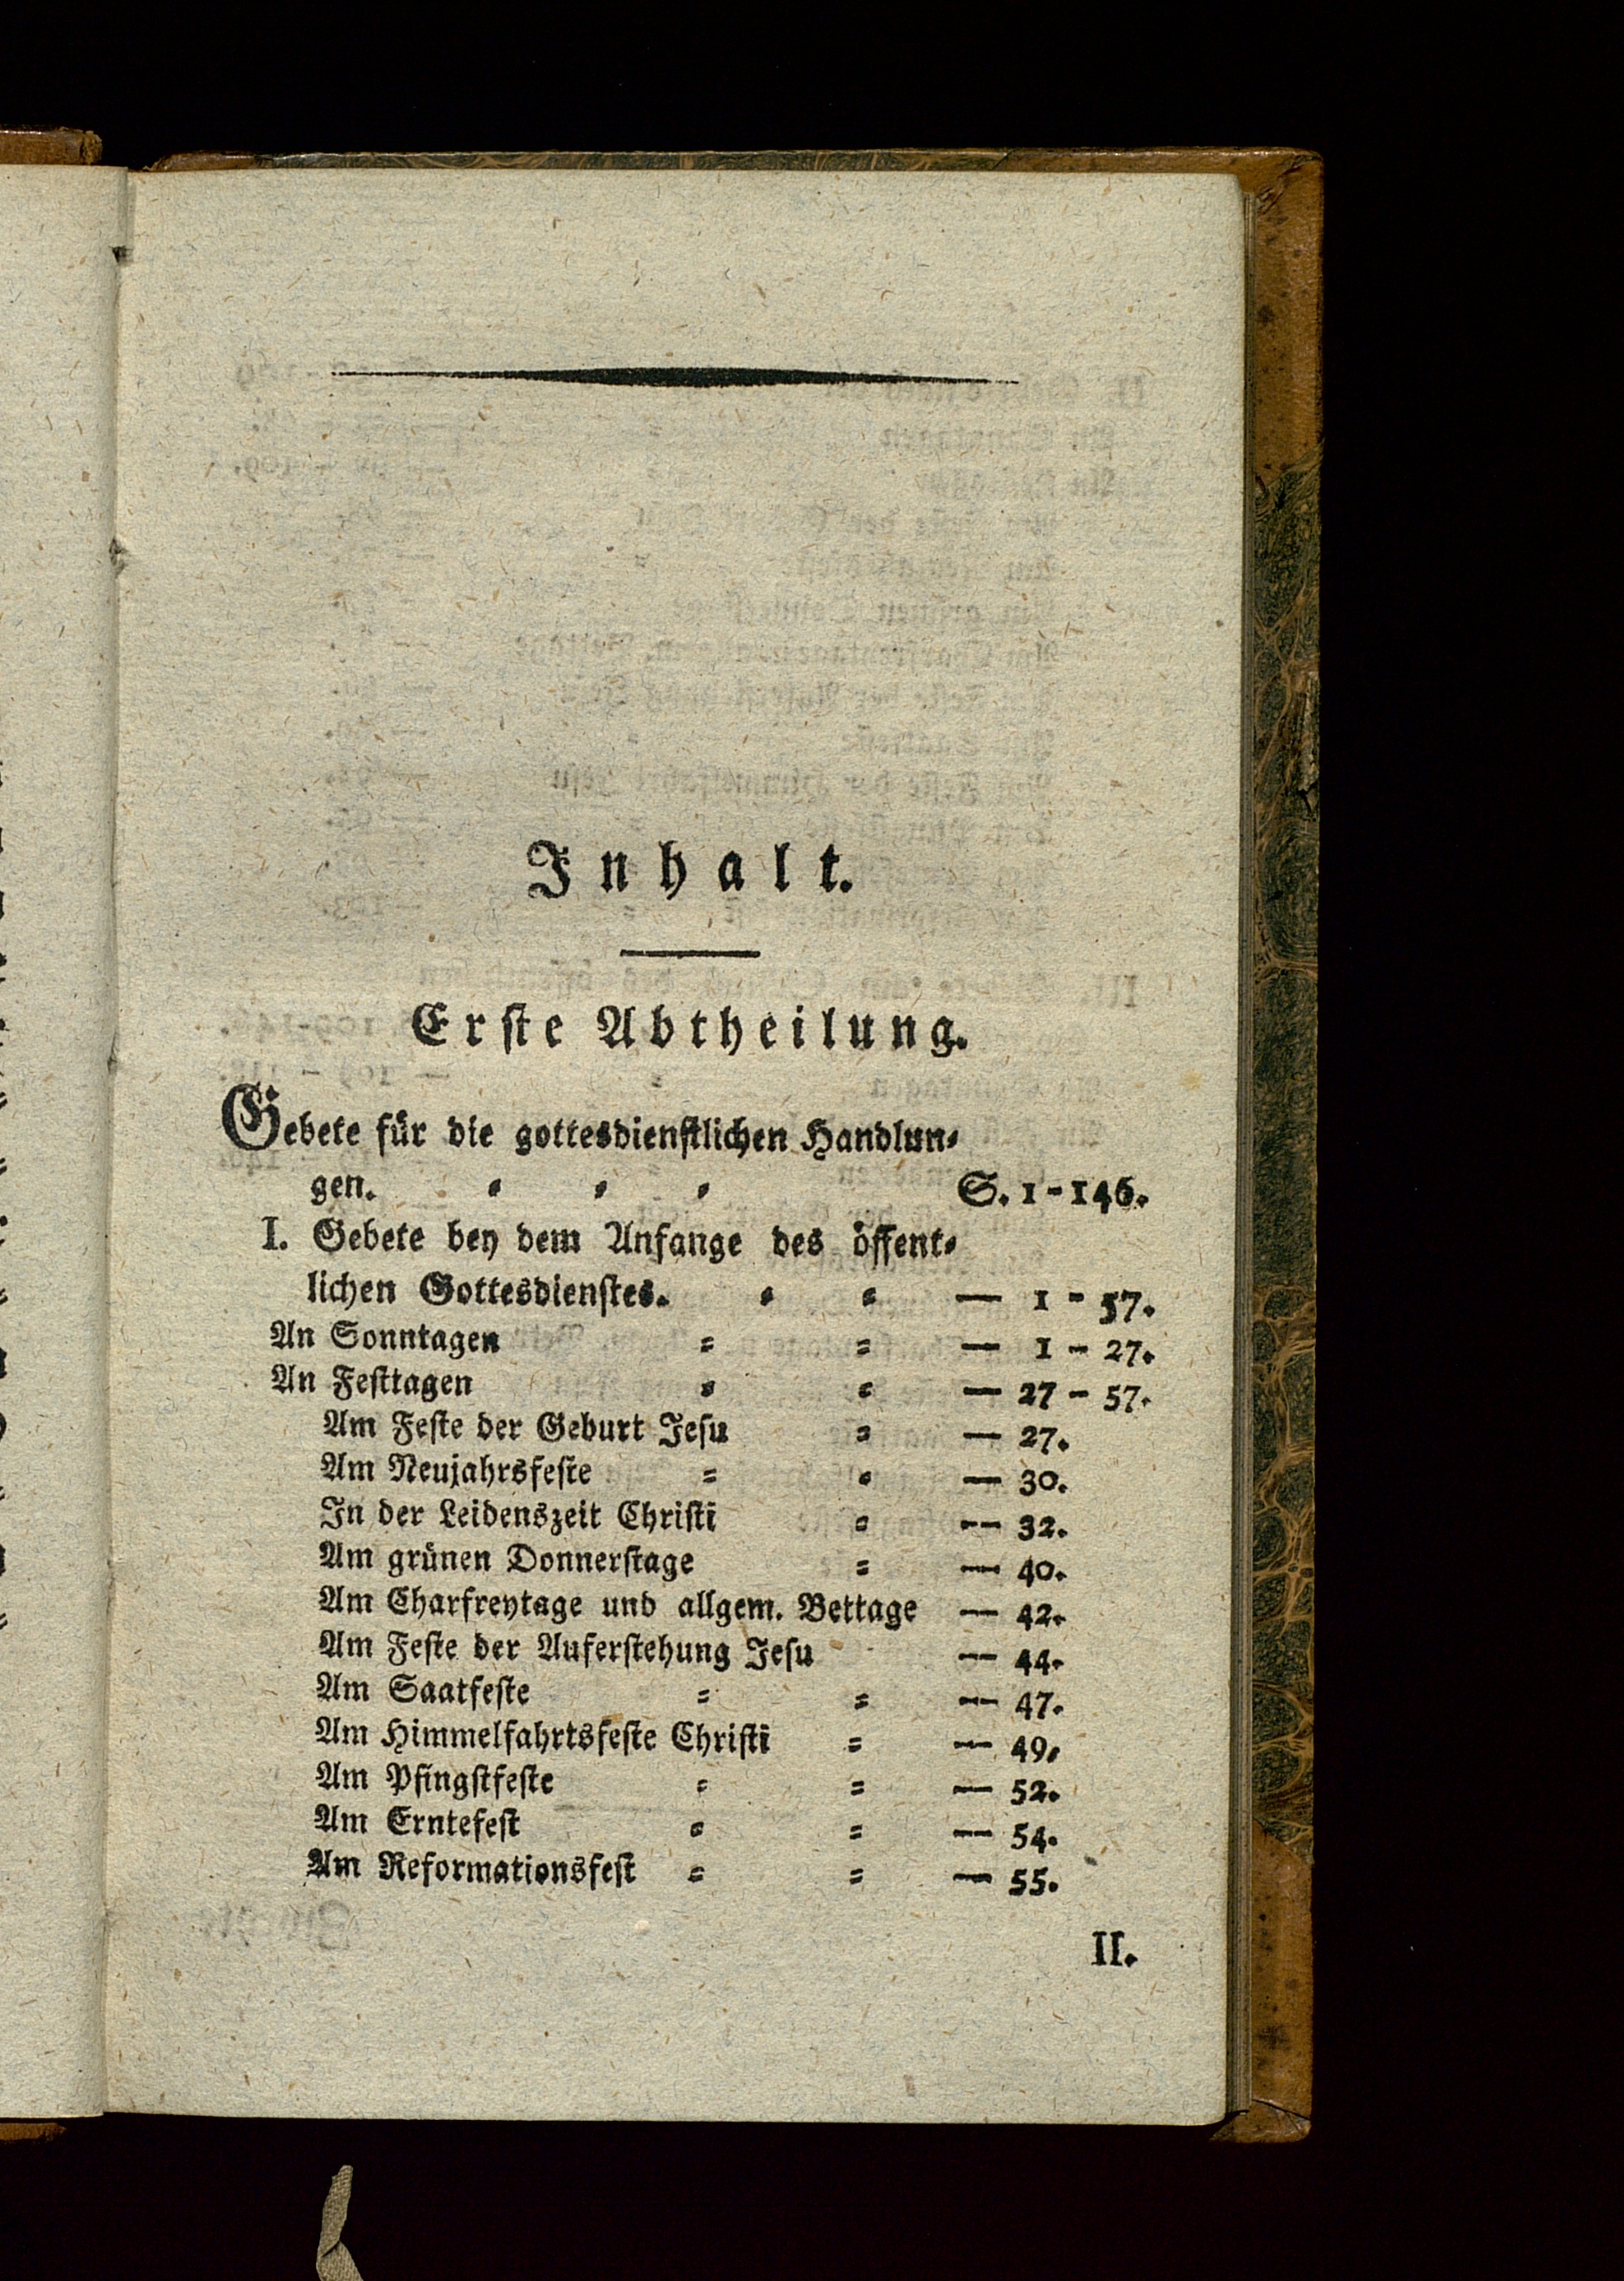 Inhalt.
Erste Abtheilung.
Gebete für die gottesdienstlichen Handlun⸗
gen. ⸗ ⸗ ⸗ S. 1-146.
I. Gebete bey dem Anfange des öffent⸗
lichen Gottesdienstes. ⸗ ⸗ — 1 - 57.
An Sonntagen ⸗ ⸗ — 1 - 27.
An Festtagen ⸗ ⸗ — 27 - 57.
Am Feste der Geburt Jesu ⸗ — 27.
Am Neujahrsfeste ⸗ ⸗ — 30.
In der Leidenszeit Christi ⸗ — 32.
Am grünen Donnerstage ⸗ — 40.
Am Charfreytage und allgem. Bettage — 42.
Am Feste der Auferstehung Jesu — 44.
Am Saatfeste ⸗ ⸗ — 47.
Am Himmelfahrtsfeste Christi ⸗ — 49.
Am Pfingstfeste ⸗ ⸗ — 52.
Am Erntefest ⸗ ⸗ — 54.
Am Reformationsfest ⸗ ⸗ — 55.
II.